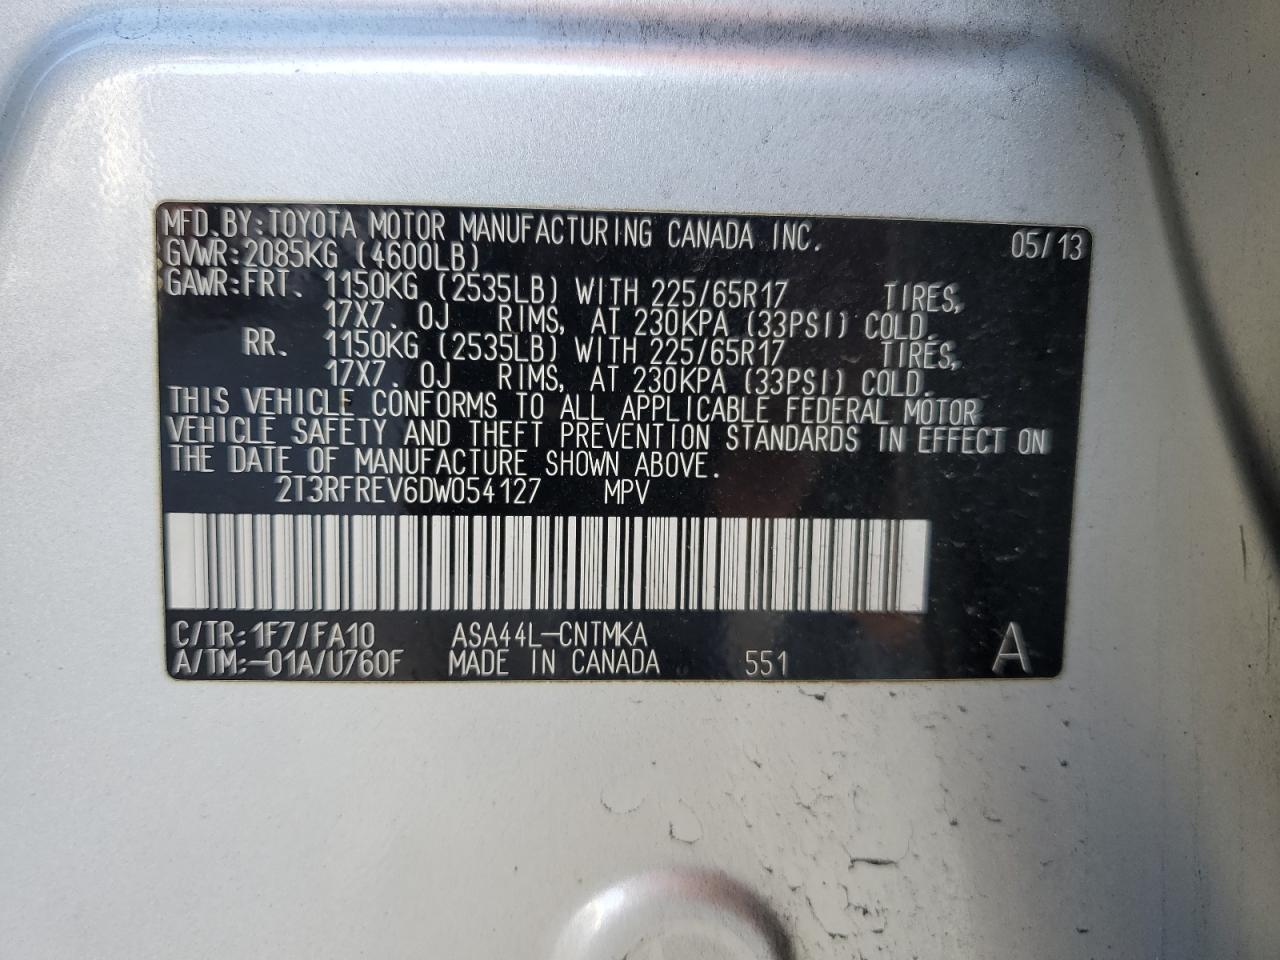 MFD. BY: TOYOTA MOTOR MANUFACTURING CANADA INC. 05/13
GVWR: 2085KG (4600LB)
GAWR: FRT. 1150KG (2535LB) WITH 225/65R17 TIRES,
17X7. 0J RIMS, AT 230KPA (33PSI) COLD.
RR. 1150KG (2535LB) WITH 225/65R17 TIRES,
17X7. 0J RIMS, AT 230KPA (33PSI) COLD.
THIS VEHICLE CONFORMS TO ALL APPLICABLE FEDERAL MOTOR
VEHICLE SAFETY AND THEFT PREVENTION STANDARDS IN EFFECT ON
THE DATE OF MANUFACTURE SHOWN ABOVE.
2T3RFREV6DW054127 MPV
C/TR: 1F7/FA10 ASA44L-CNTMKA
A/TM: -01A/U760F MADE IN CANADA 551 A